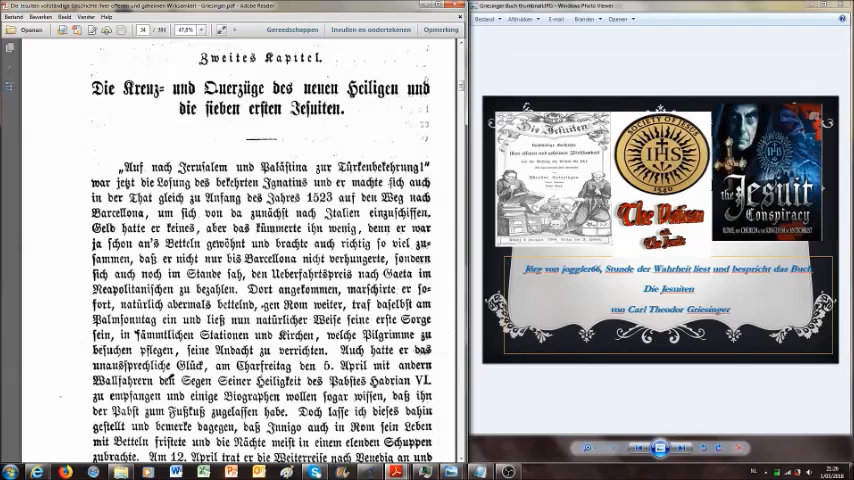 Die Jesuiten vollständige Geschichte ihrer offenen und geheimen Wirksamkeit - Griesinger.pdf - Adobe Reader
Bestand Bewerken Beeld Venster Help
Openen 34 47,8% Gereedschappen Invullen en ondertekenen Opmerking
Zweites Kapitel.
Die Kreuz- und Querzüge des neuen Heiligen und
die sieben ersten Jesuiten.
„Auf nach Jerusalem und Palästina zur Türkenbekehrung!“
war jetzt die Losung des bekehrten Ignatius und er machte sich auch
in der That gleich zu Anfang des Jahres 1523 auf den Weg nach
Barcellona, um sich von da zunächst nach Italien einzuschiffen.
Geld hatte er keines, aber das kümmerte ihn wenig, denn er war
ja schon an's Betteln gewöhnt und brachte auch richtig so viel zu-
sammen, daß er nicht nur bis Barcellona nicht verhungerte, sondern
sich auch noch im Stande sah, den Ueberfahrtspreis nach Gaeta im
Neapolitanischen zu bezahlen. Dort angekommen, marschirte er so-
fort, natürlich abermals bettelnd, gen Rom weiter, traf daselbst am
Palmsonntag ein und ließ nun natürlicher Weise seine erste Sorge
sein, in sämmtlichen Stationen und Kirchen, welche Pilgrimme zu
besuchen pflegen, seine Andacht zu verrichten. Auch hatte er das
unaussprechliche Glück, am Charfreitag den 5. April mit andern
Wallfahrern den Segen Seiner Heiligkeit des Pabstes Hadrian VI.
zu empfangen und einige Biographen wollen sogar wissen, daß ihn
der Pabst zum Fußkuß zugelassen habe. Doch lasse ich dieses dahin
gestellt und bemerke dagegen, daß Innigo auch in Rom sein Leben
mit Betteln fristete und die Nächte meist in einem elenden Schuppen
zubrachte. Am 12. April trat er die Weiterreise nach Venedig an und
Griesinger Buch thumbnail.JPG - Windows Photo Viewer
Bestand Afdrukken E-mail Branden Openen
Die Jesuiten
SOCIETY OF JESUS
IHS
1540
The Vatican
the Jesuit
Conspiracy
ROME, THE CHURCH & THE KINGDOM OF ANTICHRIST
Jörg von joggler66, Stunde der Wahrheit liest und bespricht das Buch
Die Jesuiten
von Carl Theodor Griesinger
NL
21:26
1/03/2018